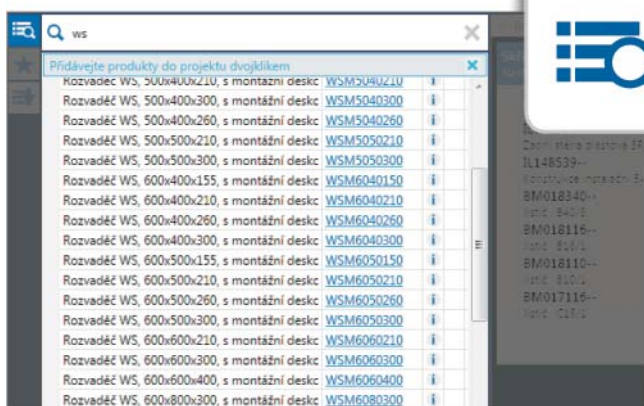 ws
Přidávejte produkty do projektu dvojklikem
Rozvaděč WS, 500x400x210, s montážní deskc WSM5040210
Rozvaděč WS, 500x400x300, s montážní deskc WSM5040300
Rozvaděč WS, 500x400x260, s montážní deskc WSM5040260
Rozvaděč WS, 500x500x210, s montážní deskc WSM5050210
Rozvaděč WS, 500x500x300, s montážní deskc WSM5050300
Rozvaděč WS, 600x400x155, s montážní deskc WSM6040150
Rozvaděč WS, 600x400x210, s montážní deskc WSM6040210
Rozvaděč WS, 600x400x260, s montážní deskc WSM6040260
Rozvaděč WS, 600x400x300, s montážní deskc WSM6040300
Rozvaděč WS, 600x500x155, s montážní deskc WSM6050150
Rozvaděč WS, 600x500x210, s montážní deskc WSM6050210
Rozvaděč WS, 600x500x260, s montážní deskc WSM6050260
Rozvaděč WS, 600x500x300, s montážní deskc WSM6050300
Rozvaděč WS, 600x600x210, s montážní deskc WSM6060210
Rozvaděč WS, 600x600x300, s montážní deskc WSM6060300
Rozvaděč WS, 600x600x400, s montážní deskc WSM6060400
Rozvaděč WS, 600x800x300, s montážní deskc WSM6080300
IL148539--
BM018340--
BM018116--
BM018110--
BM017116--